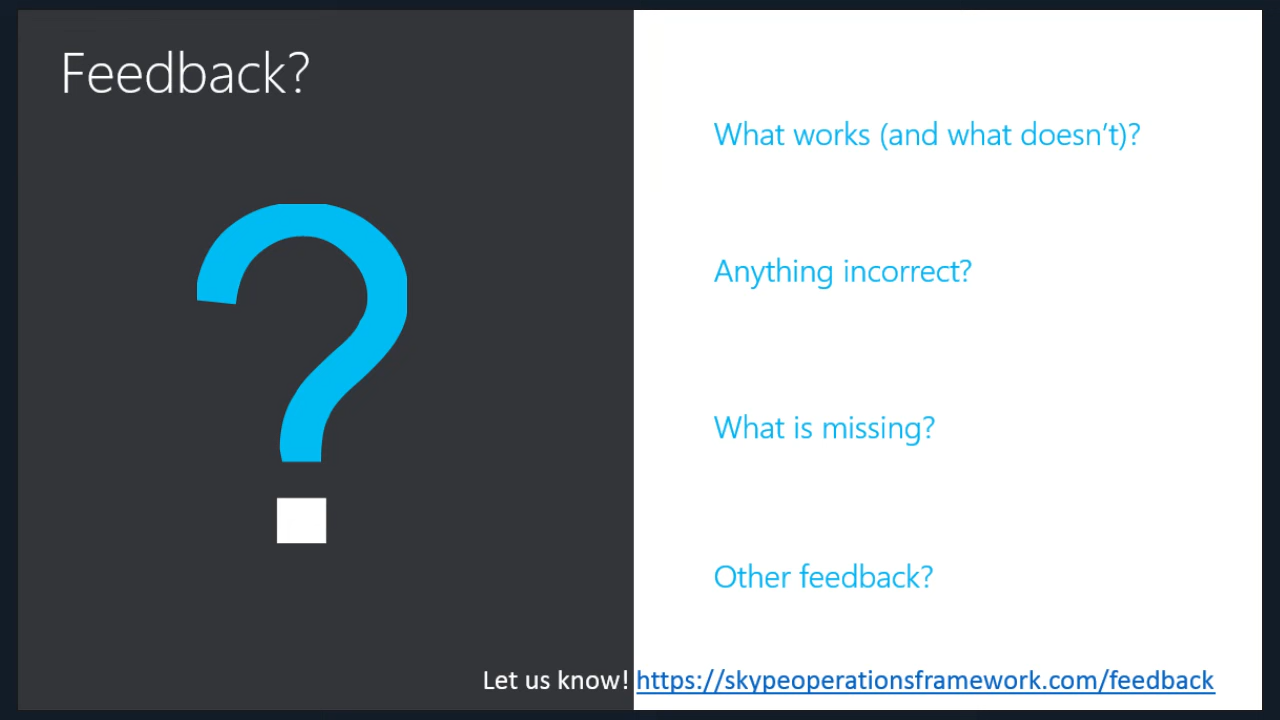 Feedback?
What works (and what doesn’t)?
Anything incorrect?
What is missing?
Other feedback?
Let us know! https://skypeoperationsframework.com/feedback